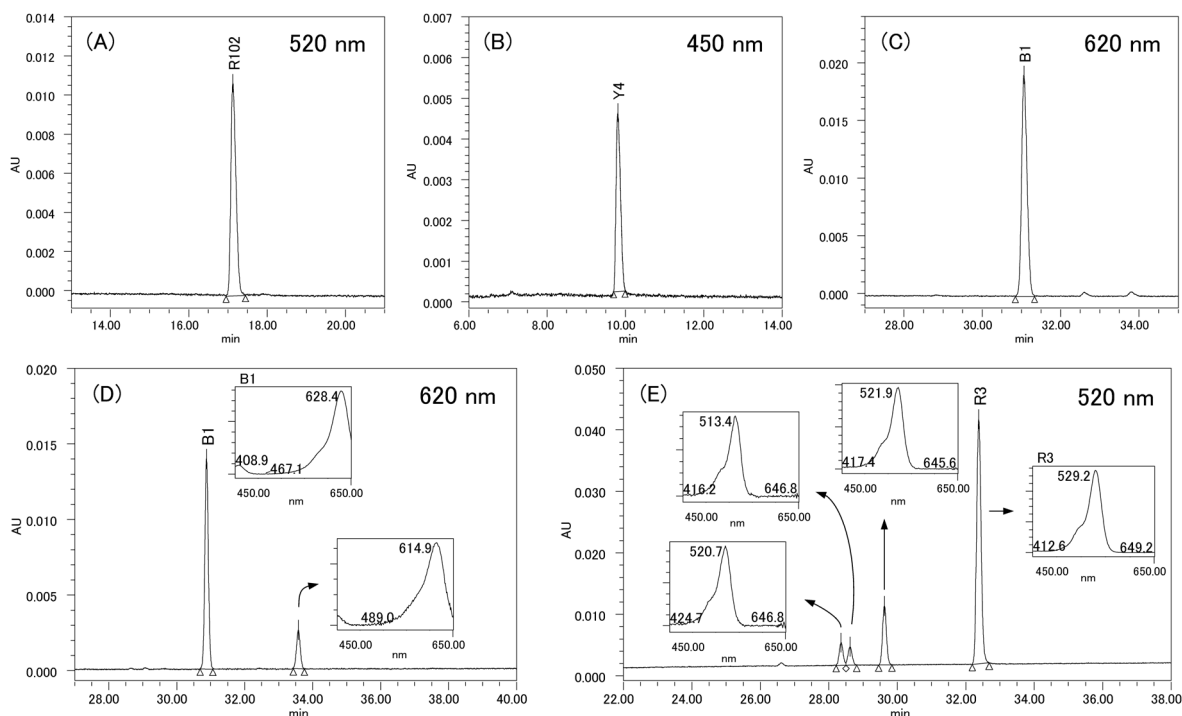 (A)
520 nm
R102
AU
0.014
0.012
0.010
0.008
0.006
0.004
0.002
0.000
14.00 16.00 18.00 20.00
min
(B)
450 nm
Y4
AU
0.007
0.006
0.005
0.004
0.003
0.002
0.001
0.000
6.00 8.00 10.00 12.00 14.00
min
(C)
620 nm
B1
AU
0.020
0.015
0.010
0.005
0.000
28.00 30.00 32.00 34.00
min
(D)
620 nm
B1
AU
0.020
0.015
0.010
0.005
0.000
28.00 30.00 32.00 34.00 36.00 38.00 40.00
min
B1
628.4
408.9
467.1
450.00 nm 650.00
614.9
489.0
450.00 nm 650.00
(E)
520 nm
R3
AU
0.050
0.040
0.030
0.020
0.010
0.000
22.00 24.00 26.00 28.00 30.00 32.00 34.00 36.00 38.00
min
513.4
416.2 646.8
450.00 nm 650.00
521.9
417.4 645.6
450.00 nm 650.00
R3
529.2
412.6 649.2
450.00 nm 650.00
520.7
424.7 646.8
450.00 nm 650.00